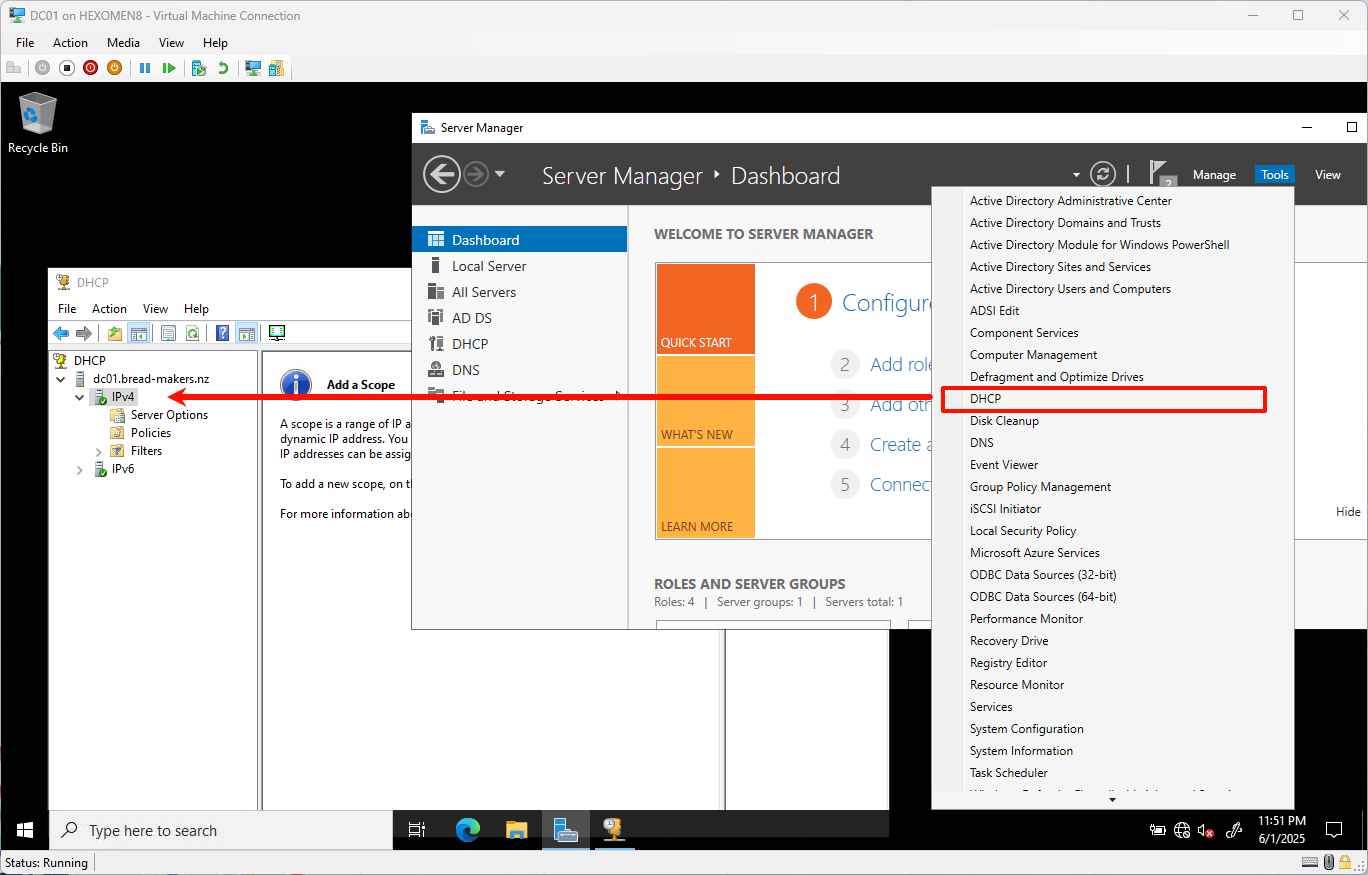 DC01 on HEXOMEN8 - Virtual Machine Connection
File Action Media View Help
Recycle Bin
Server Manager
Server Manager Dashboard
2
Manage Tools View
Dashboard
Local Server
All Servers
AD DS
DHCP
DNS
File and Storage Services
WELCOME TO SERVER MANAGER
QUICK START
WHAT'S NEW
LEARN MORE
1 Configure
2 Add role
3 Add oth
4 Create a
5 Connec
Hide
ROLES AND SERVER GROUPS
Roles: 4 | Server groups: 1 | Servers total: 1
Active Directory Administrative Center
Active Directory Domains and Trusts
Active Directory Module for Windows PowerShell
Active Directory Sites and Services
Active Directory Users and Computers
ADSI Edit
Component Services
Computer Management
Defragment and Optimize Drives
DHCP
Disk Cleanup
DNS
Event Viewer
Group Policy Management
iSCSI Initiator
Local Security Policy
Microsoft Azure Services
ODBC Data Sources (32-bit)
ODBC Data Sources (64-bit)
Performance Monitor
Recovery Drive
Registry Editor
Resource Monitor
Services
System Configuration
System Information
Task Scheduler
DHCP
File Action View Help
DHCP
dc01.bread-makers.nz
IPv4
Server Options
Policies
Filters
IPv6
Add a Scope
A scope is a range of IP a
dynamic IP address. You
IP addresses can be assig
To add a new scope, on th
For more information abo
Type here to search
11:51 PM
6/1/2025
Status: Running